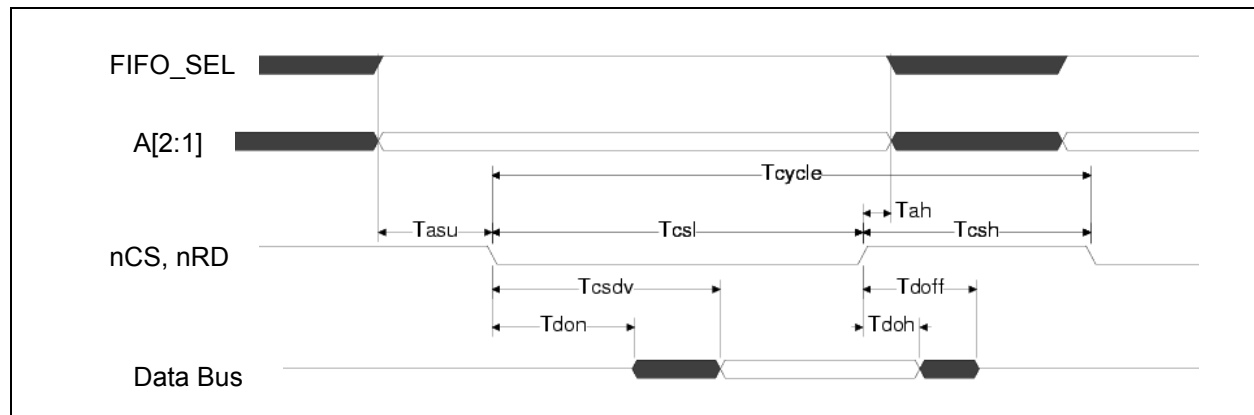 FIFO_SEL
A[2:1]
Tcycle
Tah
Tasu
Tcsl
Tcsh
nCS, nRD
Tcsdv
Tdoff
Tdon
Tdoh
Data Bus